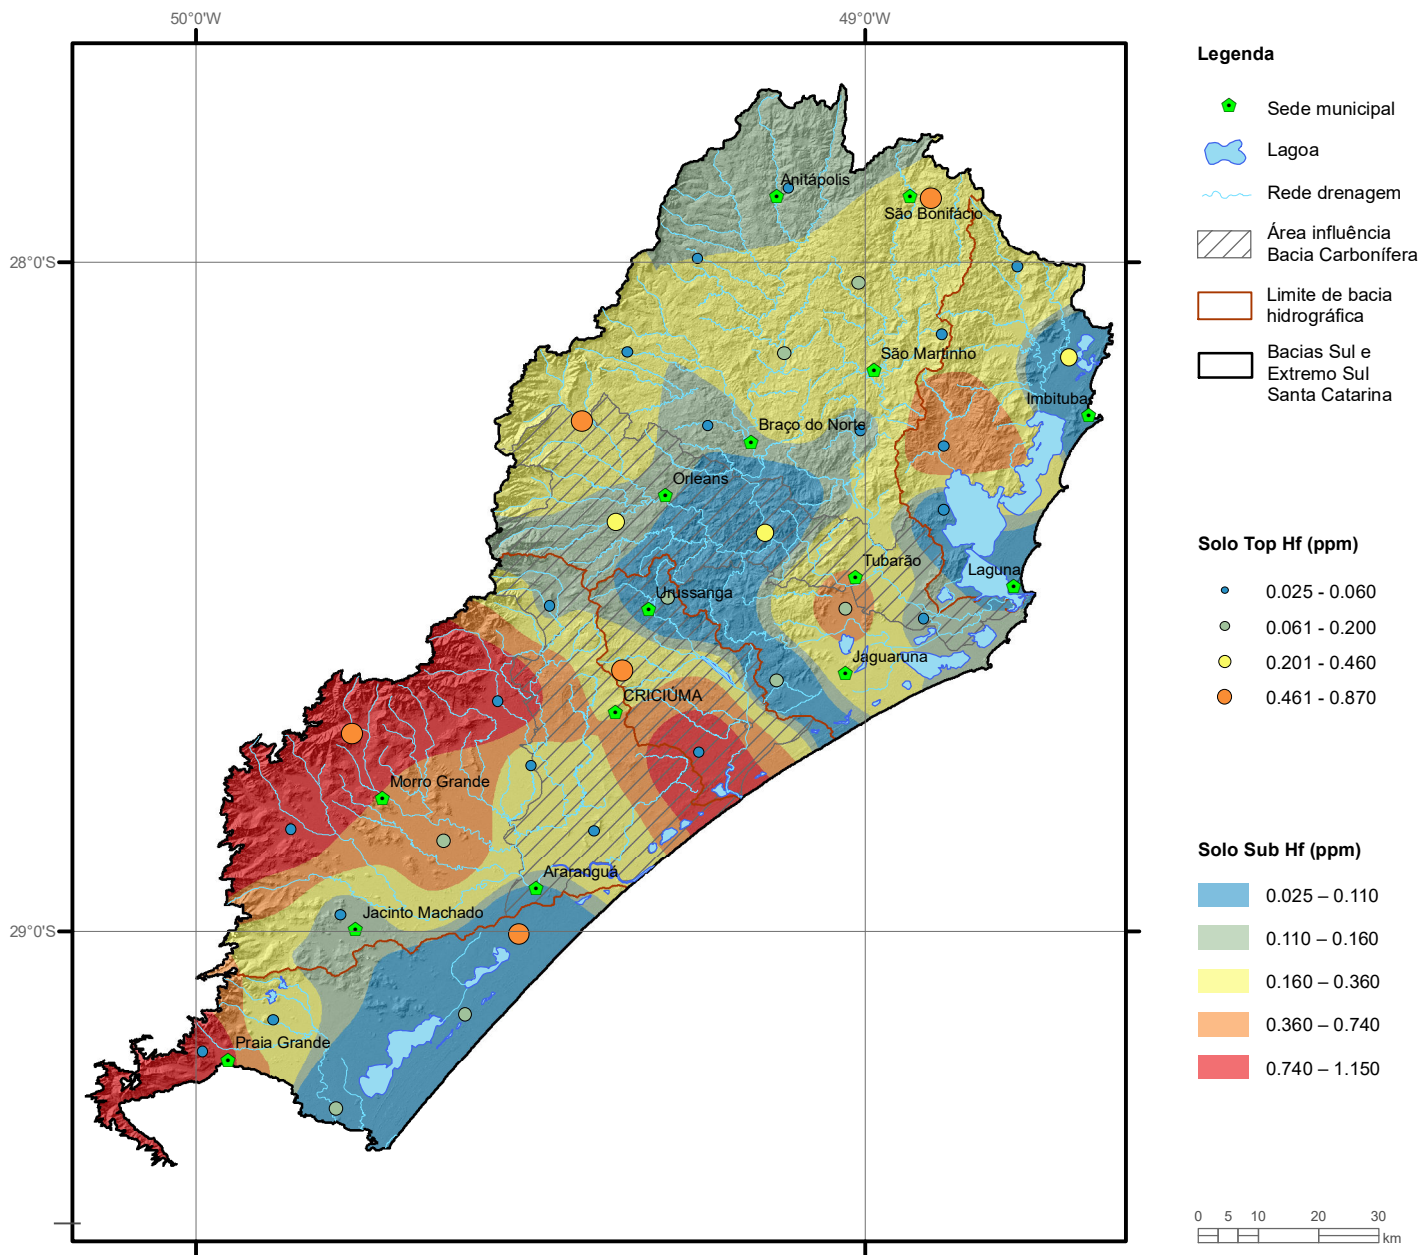 50°0'W
49°0'W
28°0'S
29°0'S
Anitápolis
São Bonifácio
São Martinho
Imbituba
Braço do Norte
Orleans
Tubarão
Laguna
Urussanga
Jaguaruna
CRICIÚMA
Morro Grande
Araranguá
Jacinto Machado
Praia Grande
Legenda
Sede municipal
Lagoa
Rede drenagem
Área influência
Bacia Carbonífera
Limite de bacia
hidrográfica
Bacias Sul e
Extremo Sul
Santa Catarina
Solo Top Hf (ppm)
0.025 - 0.060
0.061 - 0.200
0.201 - 0.460
0.461 - 0.870
Solo Sub Hf (ppm)
0.025 – 0.110
0.110 – 0.160
0.160 – 0.360
0.360 – 0.740
0.740 – 1.150
0 5 10 20 30
km